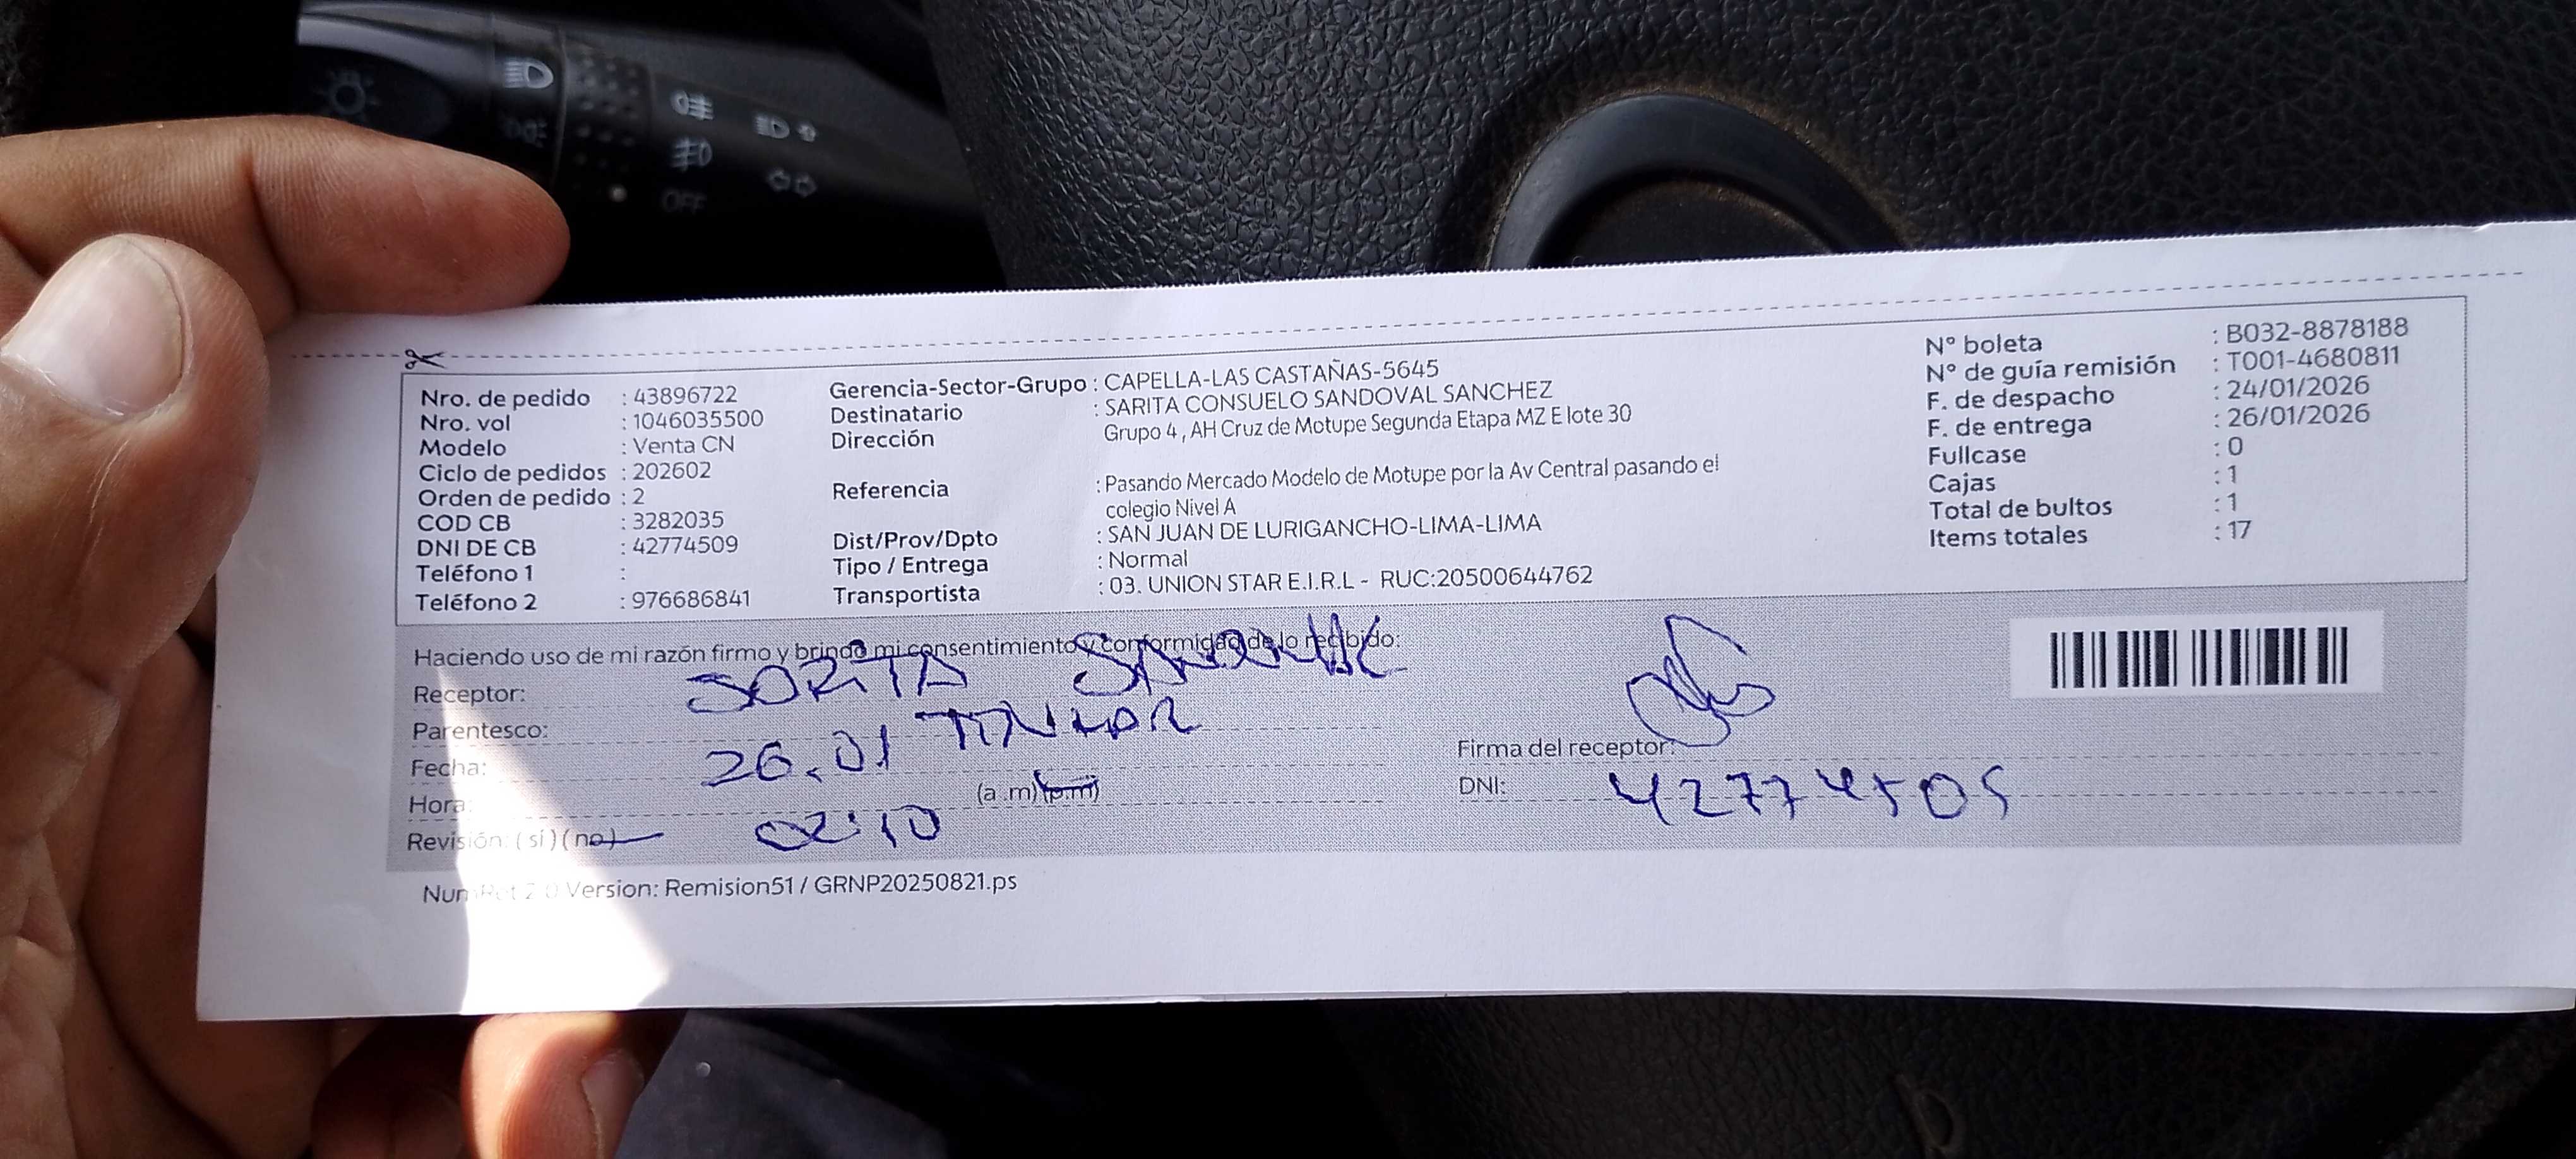 OFF
Nro. de pedido : 43896722
Nro. vol : 1046035500
Modelo : Venta CN
Ciclo de pedidos : 202602
Orden de pedido : 2
COD CB : 3282035
DNI DE CB : 42774509
Teléfono 1 :
Teléfono 2 : 976686841
Gerencia-Sector-Grupo : CAPELLA-LAS CASTAÑAS-5645
Destinatario : SARITA CONSUELO SANDOVAL SANCHEZ
Dirección Grupo 4 , AH Cruz de Motupe Segunda Etapa MZ E lote 30
Referencia : Pasando Mercado Modelo de Motupe por la Av Central pasando el
colegio Nivel A
Dist/Prov/Dpto : SAN JUAN DE LURIGANCHO-LIMA-LIMA
Tipo / Entrega : Normal
Transportista : 03. UNION STAR E.I.R.L - RUC:20500644762
N° boleta : B032-8878188
N° de guía remisión : T001-4680811
F. de despacho : 24/01/2026
F. de entrega : 26/01/2026
Fullcase : 0
Cajas : 1
Total de bultos : 1
Items totales : 17
Haciendo uso de mi razón firmo y brindo mi consentimiento y conformidad de lo recibido:
Receptor: SORITA
Parentesco:
Fecha: 26.01
Hora: 02:10 (a.m)(p.m)
Revisión: (si)(no)
Firma del receptor:
DNI: 42774509
Version: Remision51 / GRNP20250821.ps